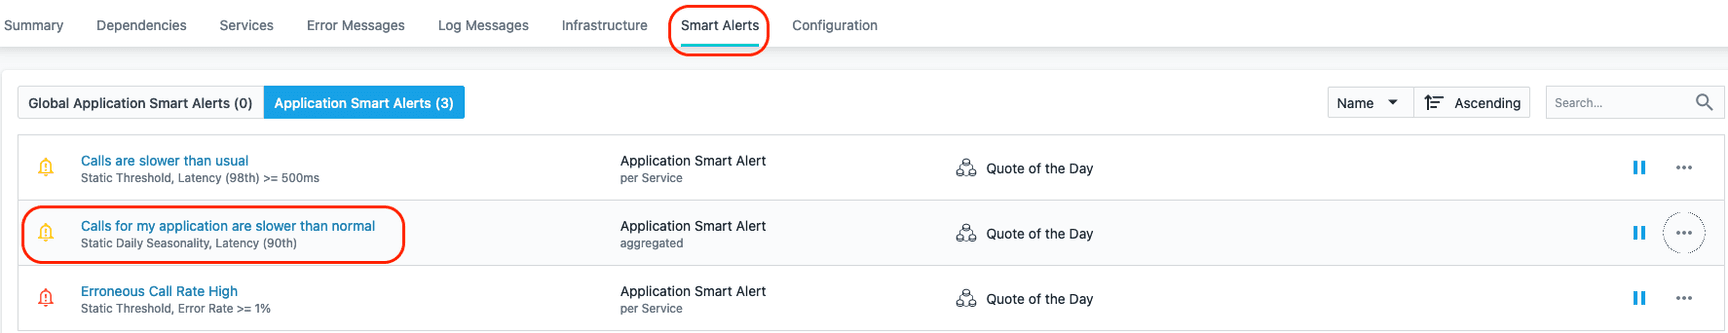 Summary Dependencies Services Error Messages Log Messages Infrastructure Smart Alerts Configuration
Global Application Smart Alerts (0) Application Smart Alerts (3) Name Ascending Search...
Calls are slower than usual Application Smart Alert Quote of the Day
Static Threshold, Latency (98th) >= 500ms per Service
Calls for my application are slower than normal Application Smart Alert Quote of the Day
Static Daily Seasonality, Latency (90th) aggregated
Erroneous Call Rate High Application Smart Alert Quote of the Day
Static Threshold, Error Rate >= 1% per Service